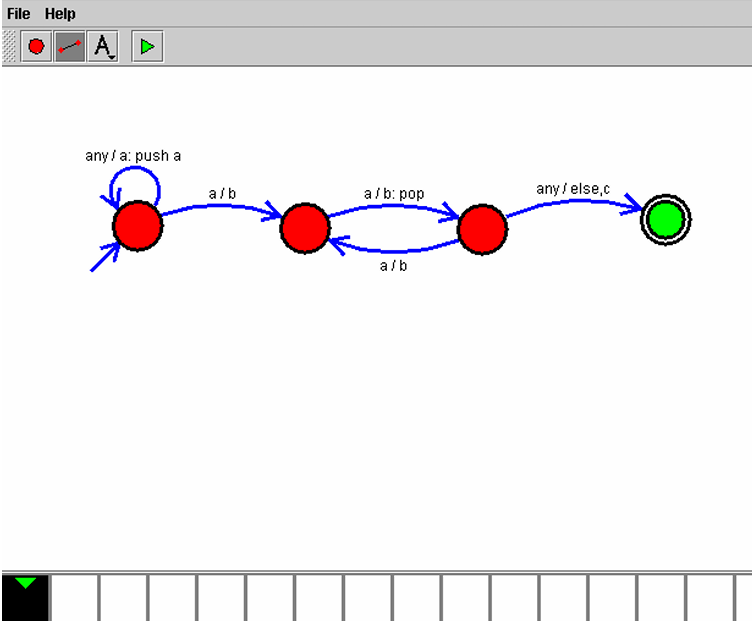 File Help
A
any / a: push a
a / b
a / b: pop
any / else,c
a / b